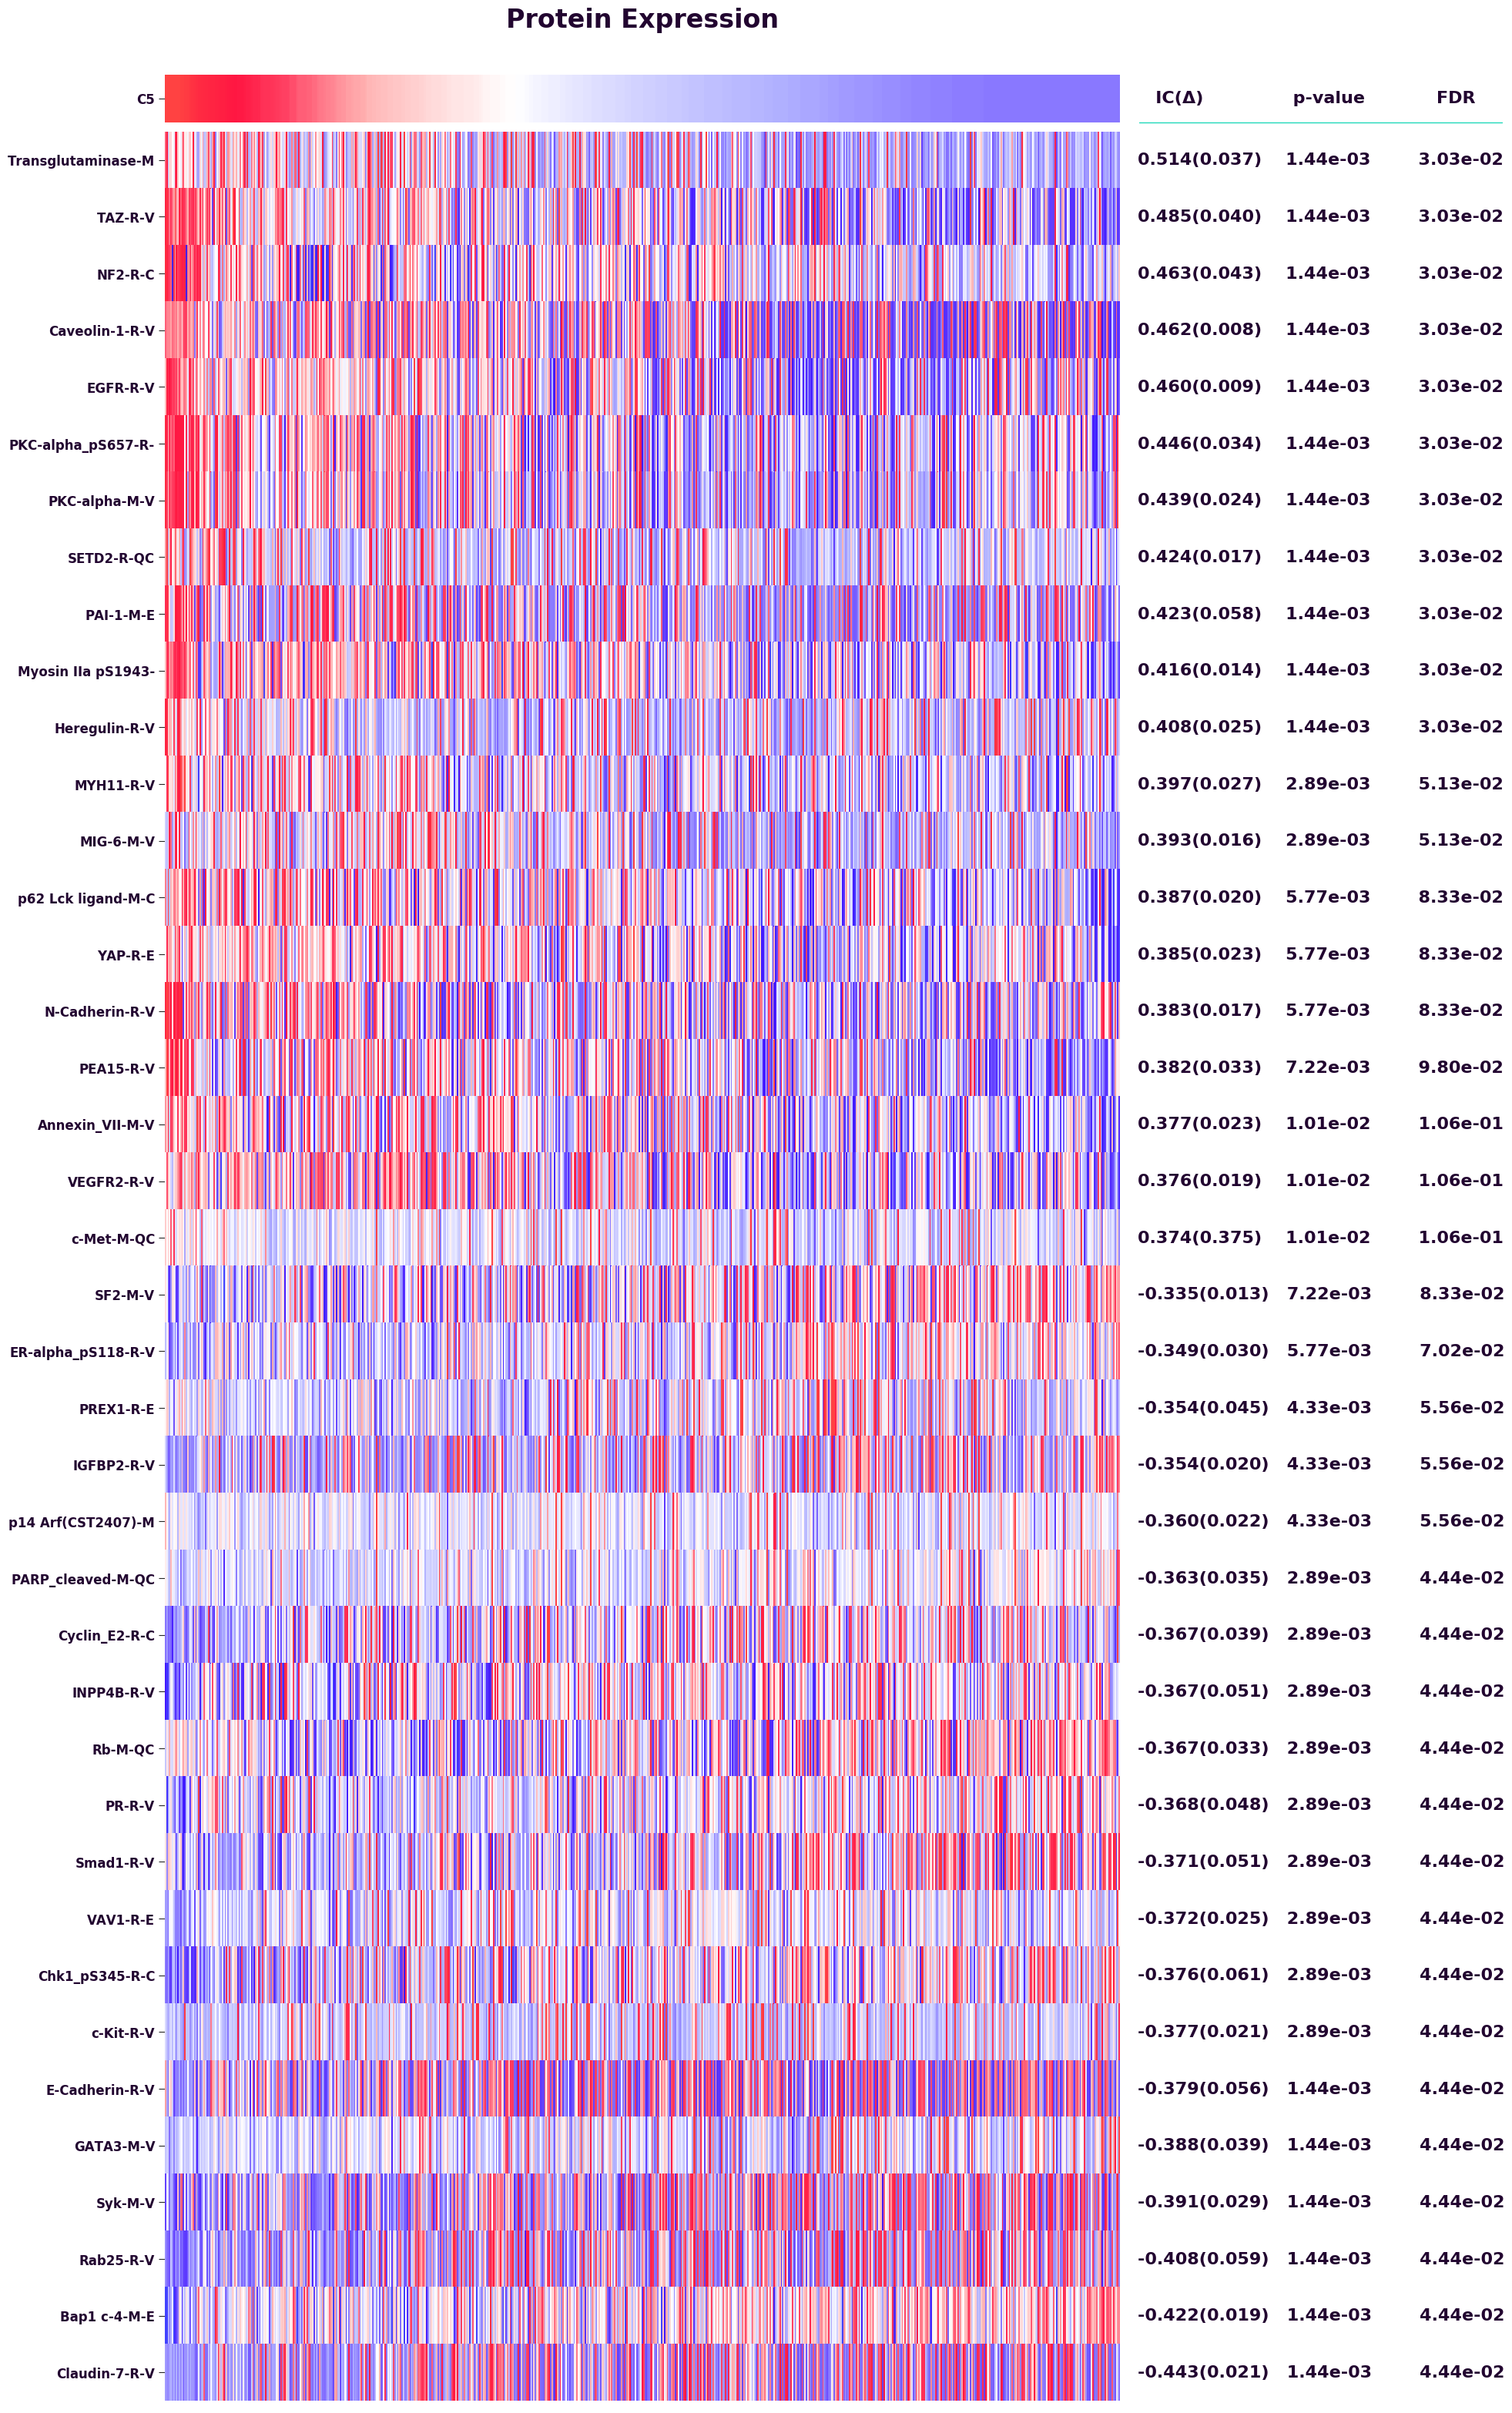 Protein Expression
C5 IC(Δ) p-value FDR
Transglutaminase-M 0.514(0.037) 1.44e-03 3.03e-02
TAZ-R-V 0.485(0.040) 1.44e-03 3.03e-02
NF2-R-C 0.463(0.043) 1.44e-03 3.03e-02
Caveolin-1-R-V 0.462(0.008) 1.44e-03 3.03e-02
EGFR-R-V 0.460(0.009) 1.44e-03 3.03e-02
PKC-alpha_pS657-R- 0.446(0.034) 1.44e-03 3.03e-02
PKC-alpha-M-V 0.439(0.024) 1.44e-03 3.03e-02
SETD2-R-QC 0.424(0.017) 1.44e-03 3.03e-02
PAI-1-M-E 0.423(0.058) 1.44e-03 3.03e-02
Myosin IIa pS1943- 0.416(0.014) 1.44e-03 3.03e-02
Heregulin-R-V 0.408(0.025) 1.44e-03 3.03e-02
MYH11-R-V 0.397(0.027) 2.89e-03 5.13e-02
MIG-6-M-V 0.393(0.016) 2.89e-03 5.13e-02
p62 Lck ligand-M-C 0.387(0.020) 5.77e-03 8.33e-02
YAP-R-E 0.385(0.023) 5.77e-03 8.33e-02
N-Cadherin-R-V 0.383(0.017) 5.77e-03 8.33e-02
PEA15-R-V 0.382(0.033) 7.22e-03 9.80e-02
Annexin_VII-M-V 0.377(0.023) 1.01e-02 1.06e-01
VEGFR2-R-V 0.376(0.019) 1.01e-02 1.06e-01
c-Met-M-QC 0.374(0.375) 1.01e-02 1.06e-01
SF2-M-V -0.335(0.013) 7.22e-03 8.33e-02
ER-alpha_pS118-R-V -0.349(0.030) 5.77e-03 7.02e-02
PREX1-R-E -0.354(0.045) 4.33e-03 5.56e-02
IGFBP2-R-V -0.354(0.020) 4.33e-03 5.56e-02
p14 Arf(CST2407)-M -0.360(0.022) 4.33e-03 5.56e-02
PARP_cleaved-M-QC -0.363(0.035) 2.89e-03 4.44e-02
Cyclin_E2-R-C -0.367(0.039) 2.89e-03 4.44e-02
INPP4B-R-V -0.367(0.051) 2.89e-03 4.44e-02
Rb-M-QC -0.367(0.033) 2.89e-03 4.44e-02
PR-R-V -0.368(0.048) 2.89e-03 4.44e-02
Smad1-R-V -0.371(0.051) 2.89e-03 4.44e-02
VAV1-R-E -0.372(0.025) 2.89e-03 4.44e-02
Chk1_pS345-R-C -0.376(0.061) 2.89e-03 4.44e-02
c-Kit-R-V -0.377(0.021) 2.89e-03 4.44e-02
E-Cadherin-R-V -0.379(0.056) 1.44e-03 4.44e-02
GATA3-M-V -0.388(0.039) 1.44e-03 4.44e-02
Syk-M-V -0.391(0.029) 1.44e-03 4.44e-02
Rab25-R-V -0.408(0.059) 1.44e-03 4.44e-02
Bap1 c-4-M-E -0.422(0.019) 1.44e-03 4.44e-02
Claudin-7-R-V -0.443(0.021) 1.44e-03 4.44e-02